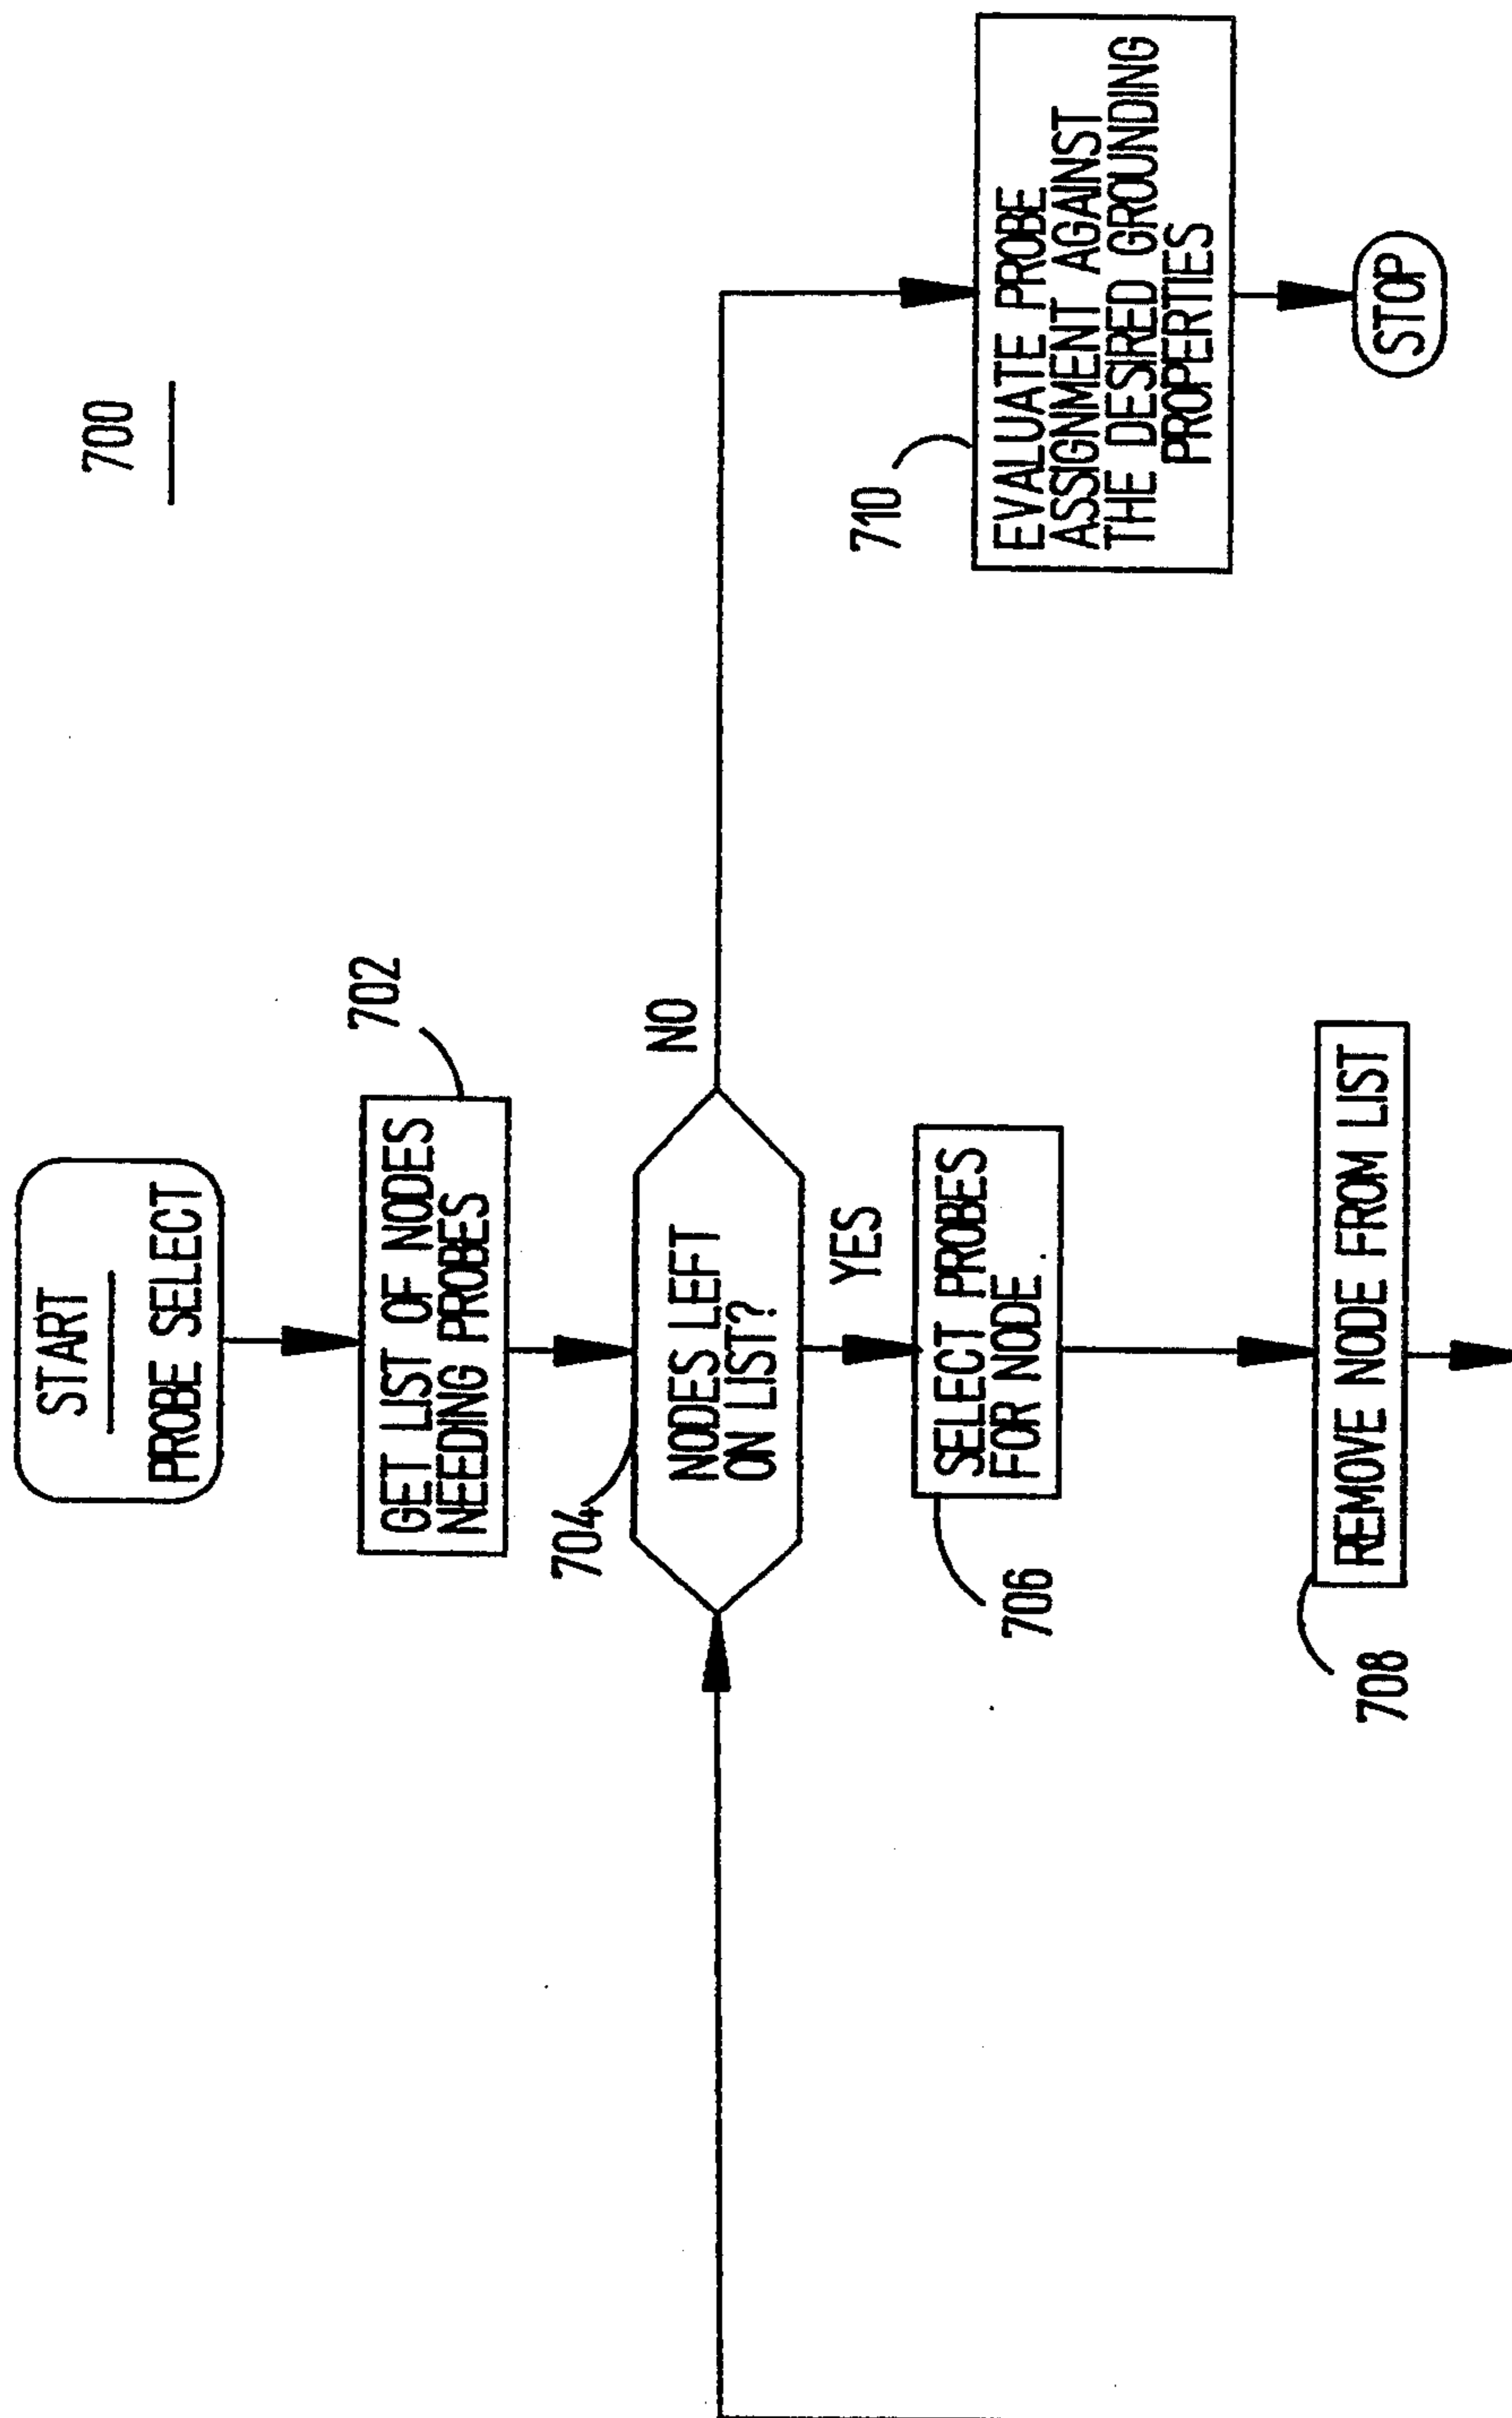 700
START
PROBE SELECT
702
GET LIST OF NODES
NEEDING PROBES
704
NODES LEFT
ON LIST?
NO
YES
706
SELECT PROBES
FOR NODE
708
REMOVE NODE FROM LIST
710
EVALUATE PROBE
ASSIGNMENT AGAINST
THE DESIRED GROUNDING
PROPERTIES
STOP